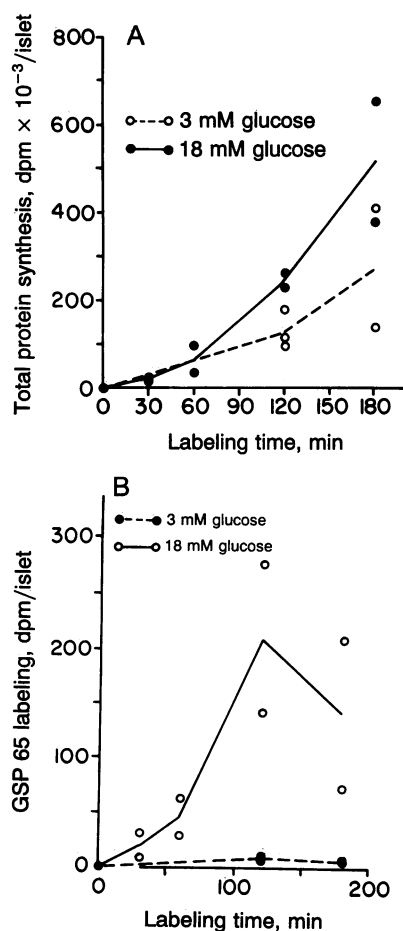 A
Total protein synthesis, dpm × 10⁻³/islet
800
600
400
200
0
3 mM glucose
18 mM glucose
0 30 60 90 120 150 180
Labeling time, min
B
GSP 65 labeling, dpm/islet
300
200
100
0
3 mM glucose
18 mM glucose
0 100 200
Labeling time, min